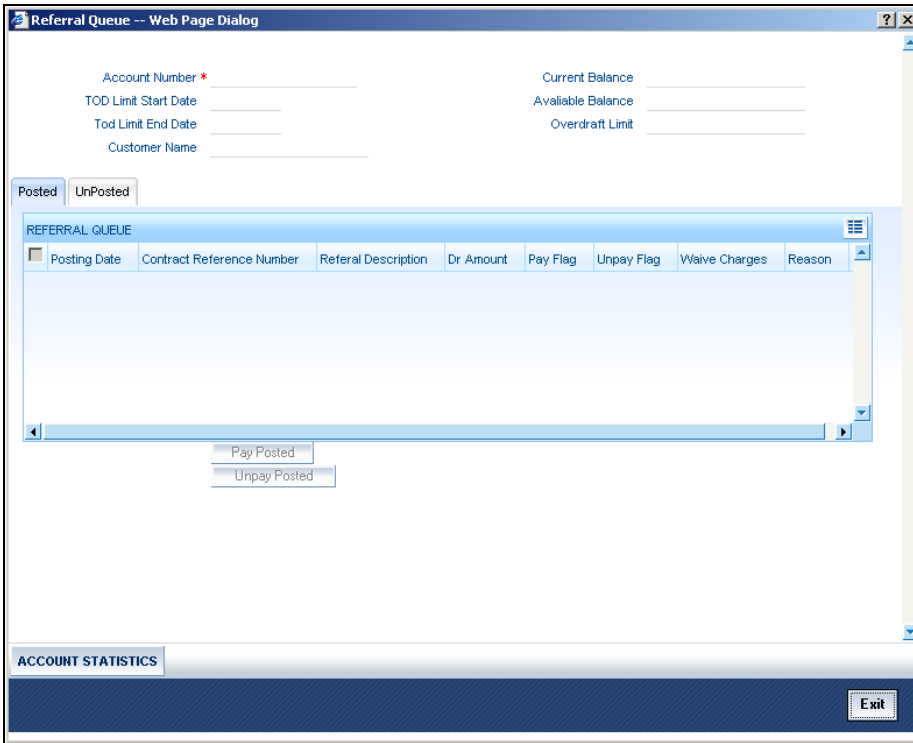 Referral Queue -- Web Page Dialog
? X
Account Number *
Current Balance
TOD Limit Start Date
Avaliable Balance
Tod Limit End Date
Overdraft Limit
Customer Name
Posted UnPosted
REFERRAL QUEUE
Posting Date Contract Reference Number Referal Description Dr Amount Pay Flag Unpay Flag Waive Charges Reason
Pay Posted
Unpay Posted
ACCOUNT STATISTICS
Exit